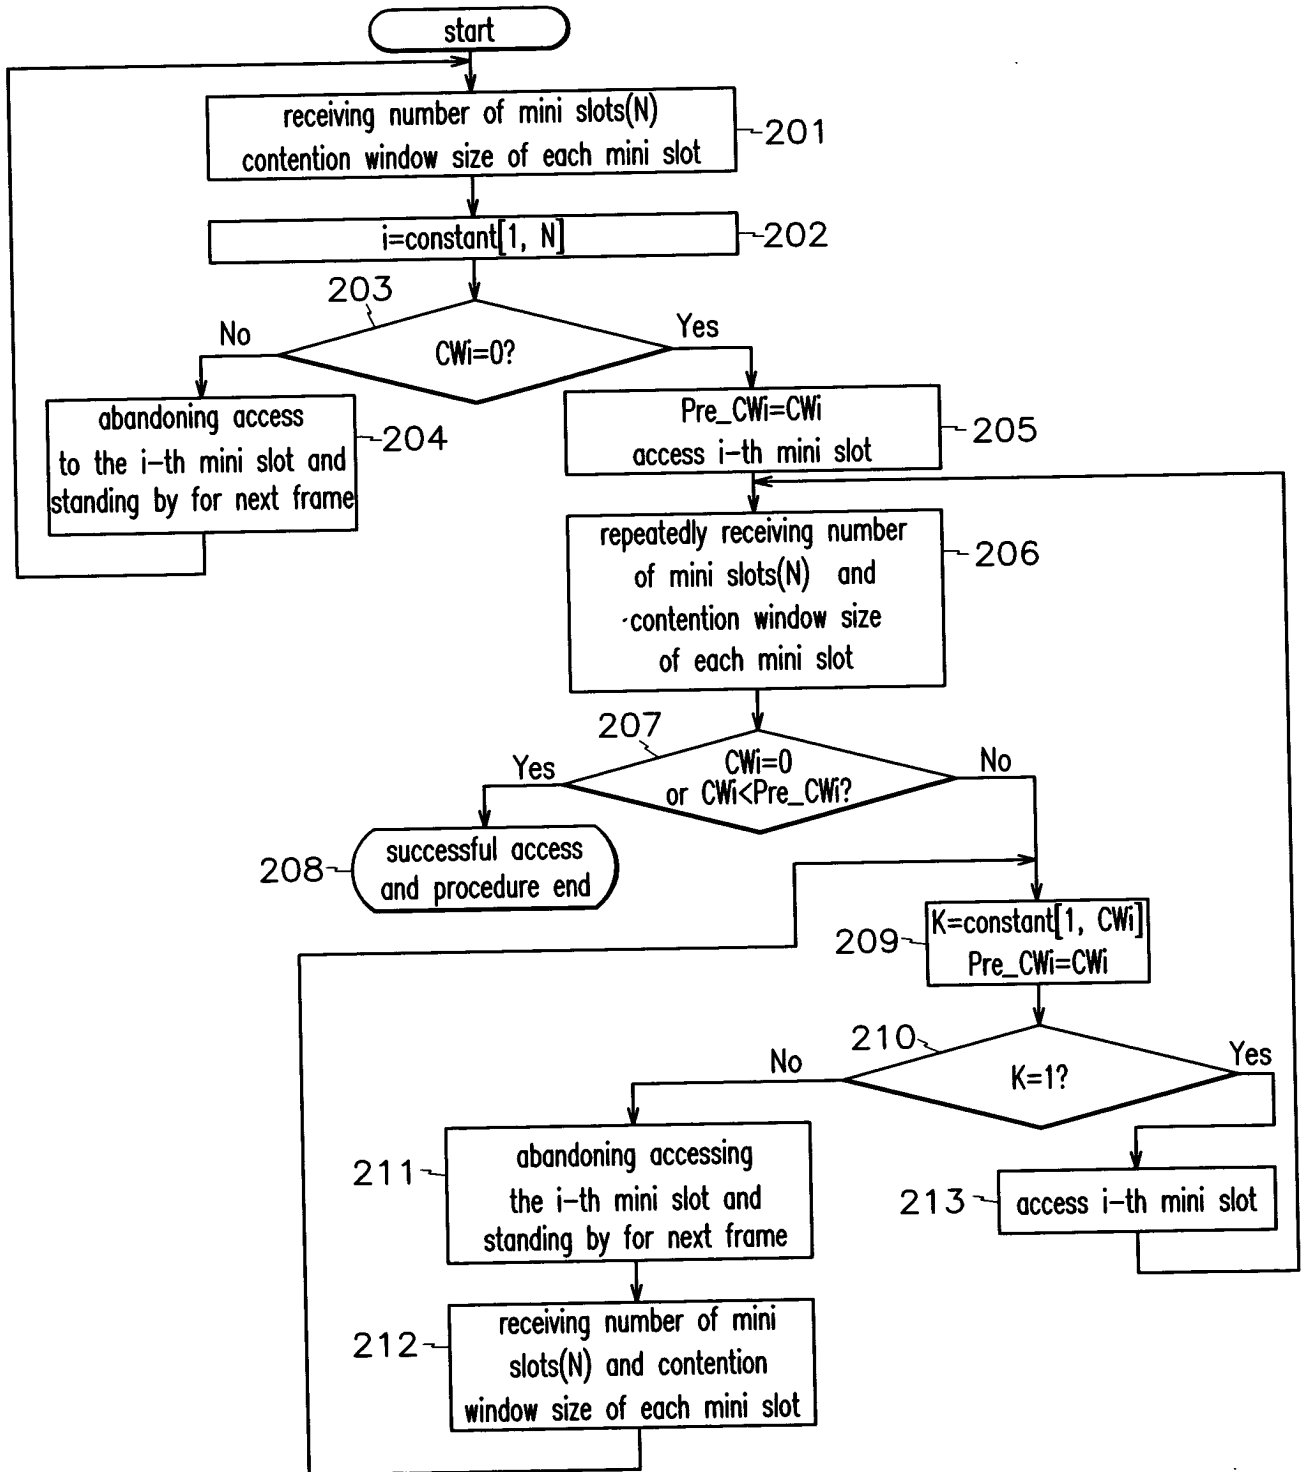 start
receiving number of mini slots(N)
contention window size of each mini slot
201
i=constant[1, N]
202
203
No
Yes
CWi=0?
abandoning access
to the i-th mini slot and
standing by for next frame
204
Pre_CWi=CWi
access i-th mini slot
205
repeatedly receiving number
of mini slots(N) and
contention window size
of each mini slot
206
207
Yes
No
CWi=0
or CWi<Pre_CWi?
208
successful access
and procedure end
209
K=constant[1, CWi]
Pre_CWi=CWi
210
No
Yes
K=1?
211
abandoning accessing
the i-th mini slot and
standing by for next frame
213
access i-th mini slot
212
receiving number of mini
slots(N) and contention
window size of each mini slot